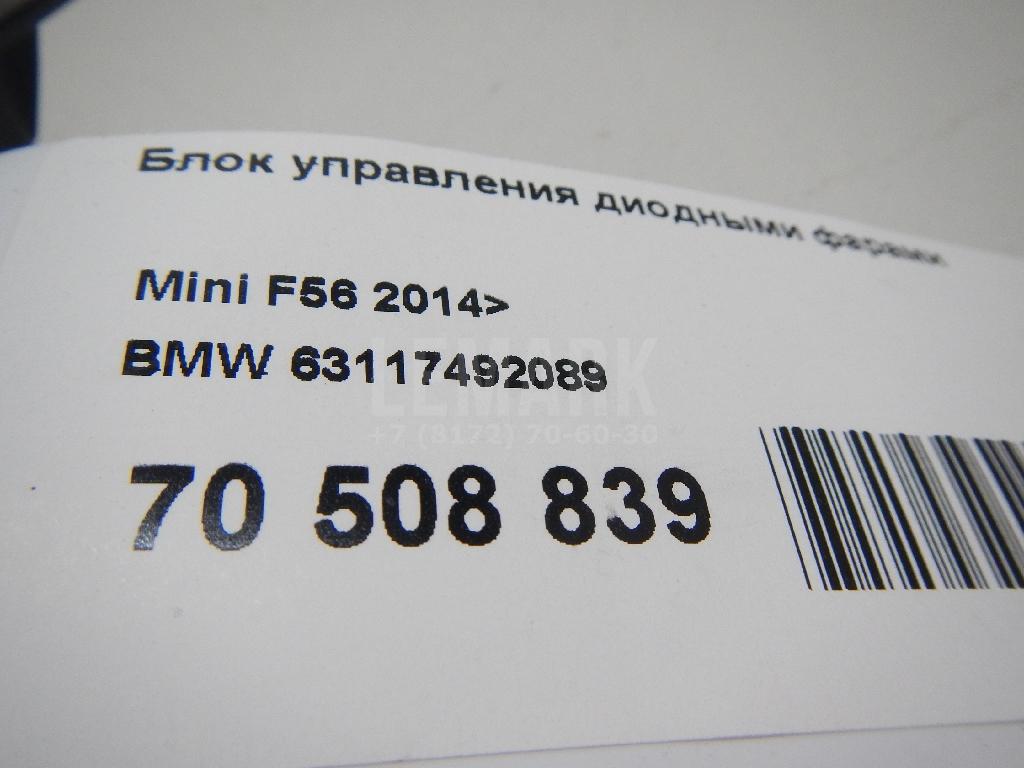 Блок управления диодными фарами
Mini F56 2014>
BMW 63117492089
LEMARK
+7 (8172) 70-60-30
70 508 839